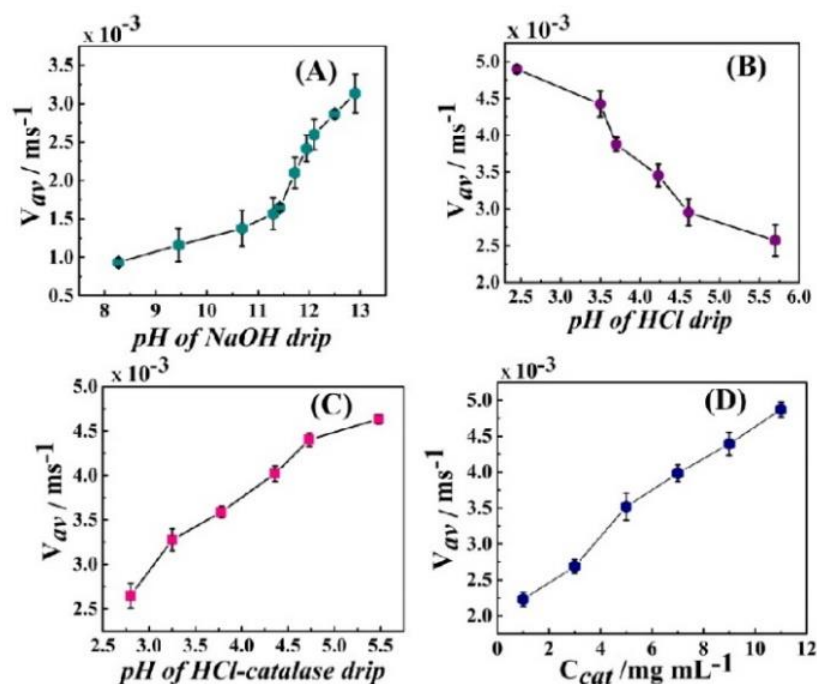 x 10⁻³
(A)
V_av / ms⁻¹
3.5
3.0
2.5
2.0
1.5
1.0
0.5
8 9 10 11 12 13
pH of NaOH drip
x 10⁻³
(B)
V_av / ms⁻¹
5.0
4.5
4.0
3.5
3.0
2.5
2.0
2.5 3.0 3.5 4.0 4.5 5.0 5.5 6.0
pH of HCl drip
x 10⁻³
(C)
V_av / ms⁻¹
5.0
4.5
4.0
3.5
3.0
2.5
2.5 3.0 3.5 4.0 4.5 5.0 5.5
pH of HCl-catalase drip
x 10⁻³
(D)
V_av / ms⁻¹
5.0
4.5
4.0
3.5
3.0
2.5
2.0
0 2 4 6 8 10 12
C_cat /mg mL⁻¹